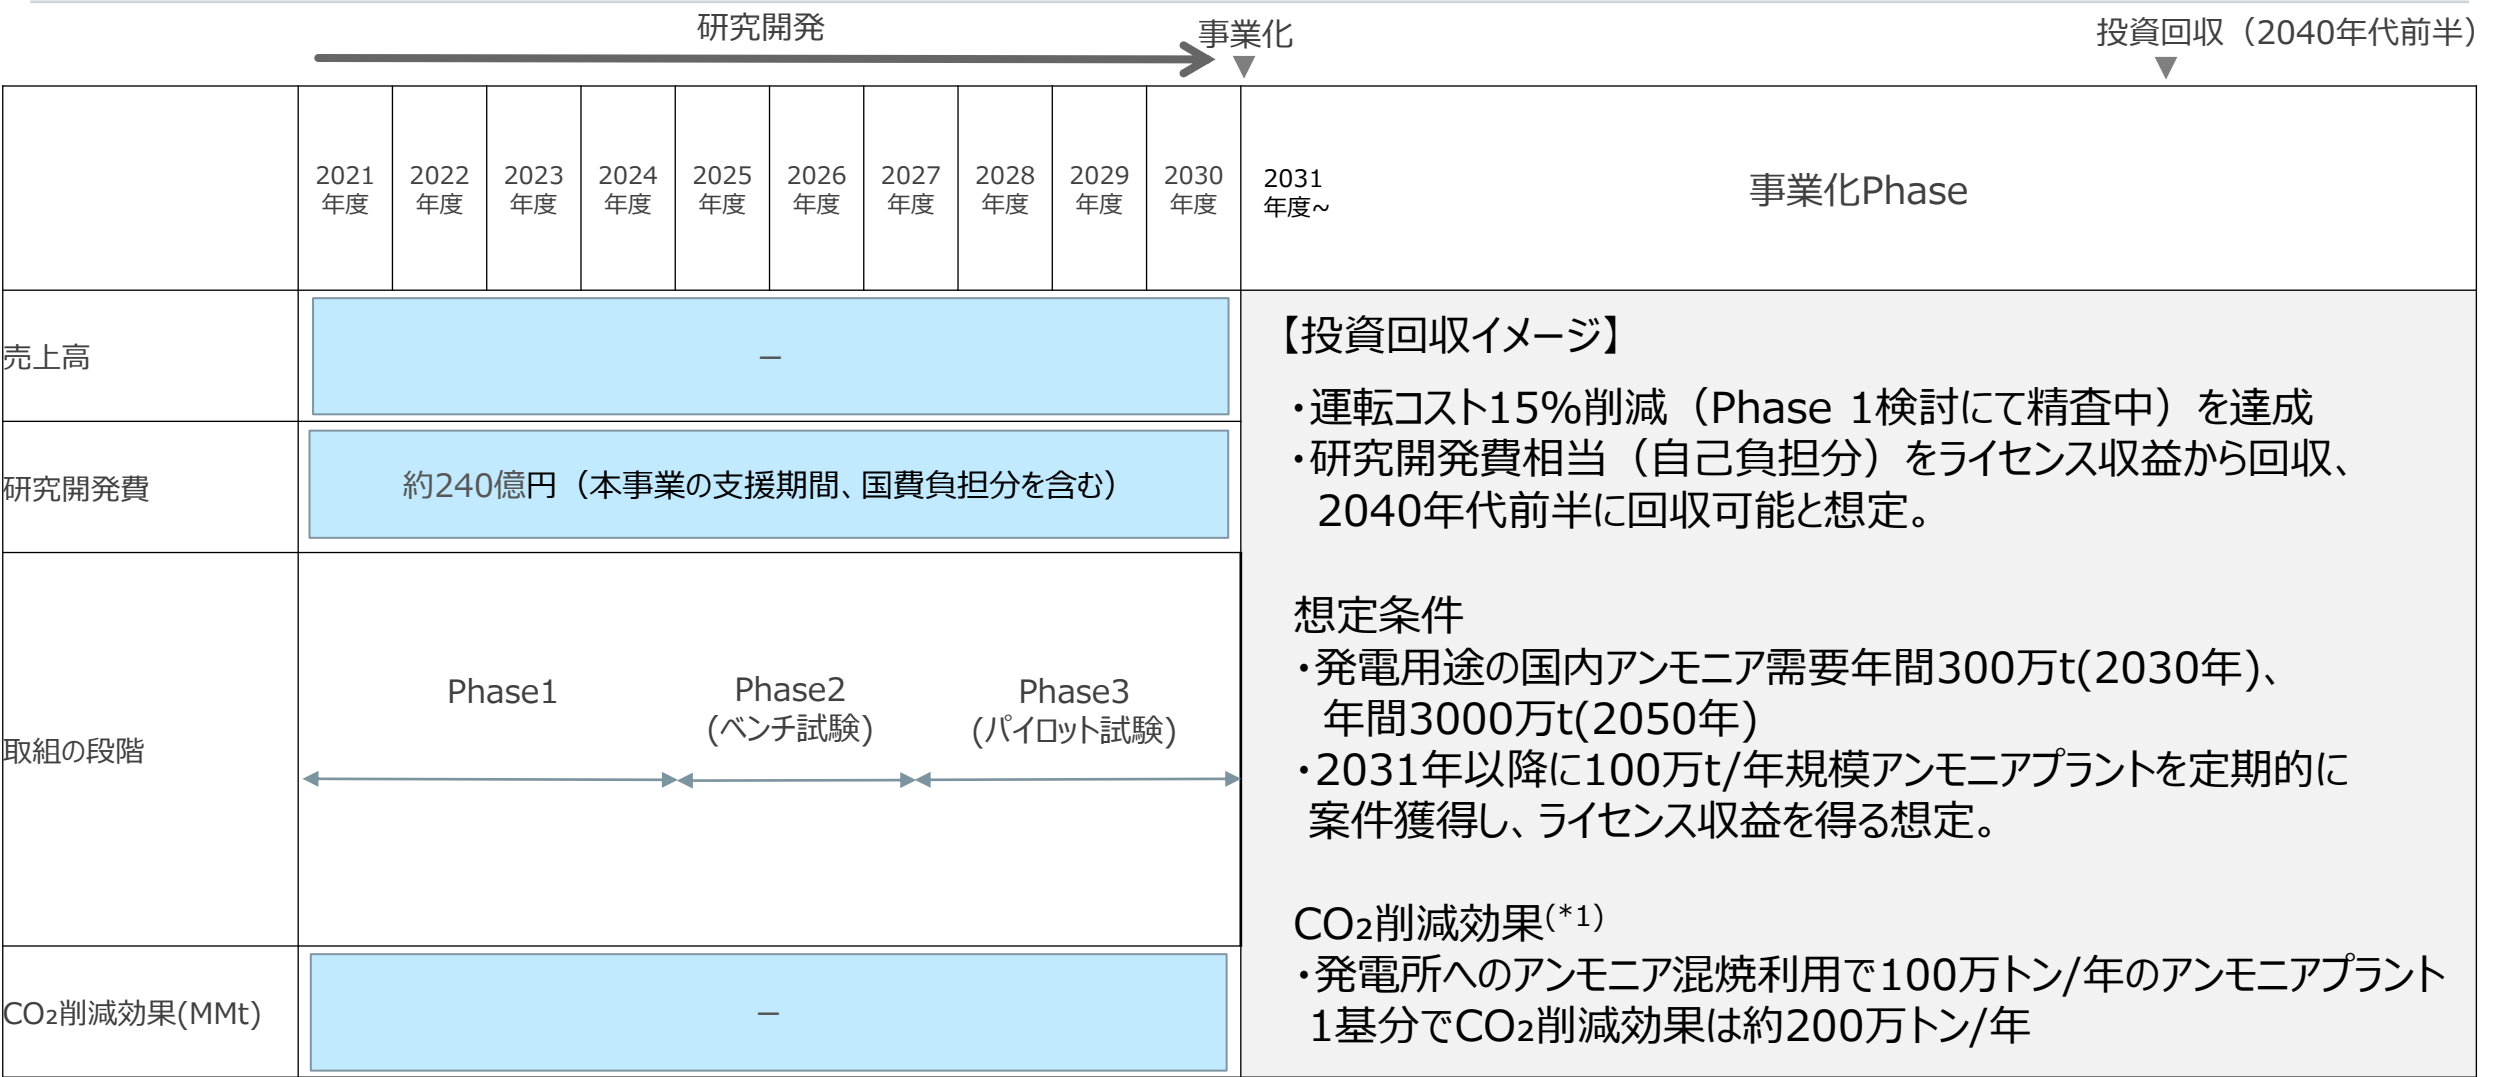 研究開発
事業化
投資回収（2040年代前半）
2021
年度
2022
年度
2023
年度
2024
年度
2025
年度
2026
年度
2027
年度
2028
年度
2029
年度
2030
年度
2031
年度~
事業化Phase
売上高
－
研究開発費
約240億円（本事業の支援期間、国費負担分を含む）
取組の段階
Phase1
Phase2
(ベンチ試験)
Phase3
(パイロット試験)
CO₂削減効果(MMt)
－
【投資回収イメージ】
・運転コスト15%削減（Phase 1検討にて精査中）を達成
・研究開発費相当（自己負担分）をライセンス収益から回収、
2040年代前半に回収可能と想定。
想定条件
・発電用途の国内アンモニア需要年間300万t(2030年)、
年間3000万t(2050年)
・2031年以降に100万t/年規模アンモニアプラントを定期的に
案件獲得し、ライセンス収益を得る想定。
CO₂削減効果(*1)
・発電所へのアンモニア混焼利用で100万トン/年のアンモニアプラント
1基分でCO₂削減効果は約200万トン/年